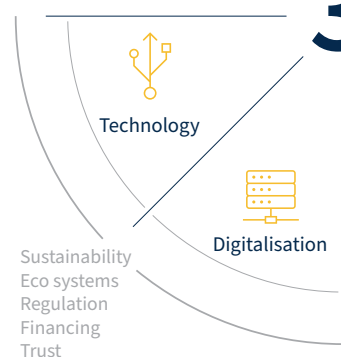 Technology
Digitalisation
Sustainability
Eco systems
Regulation
Financing
Trust